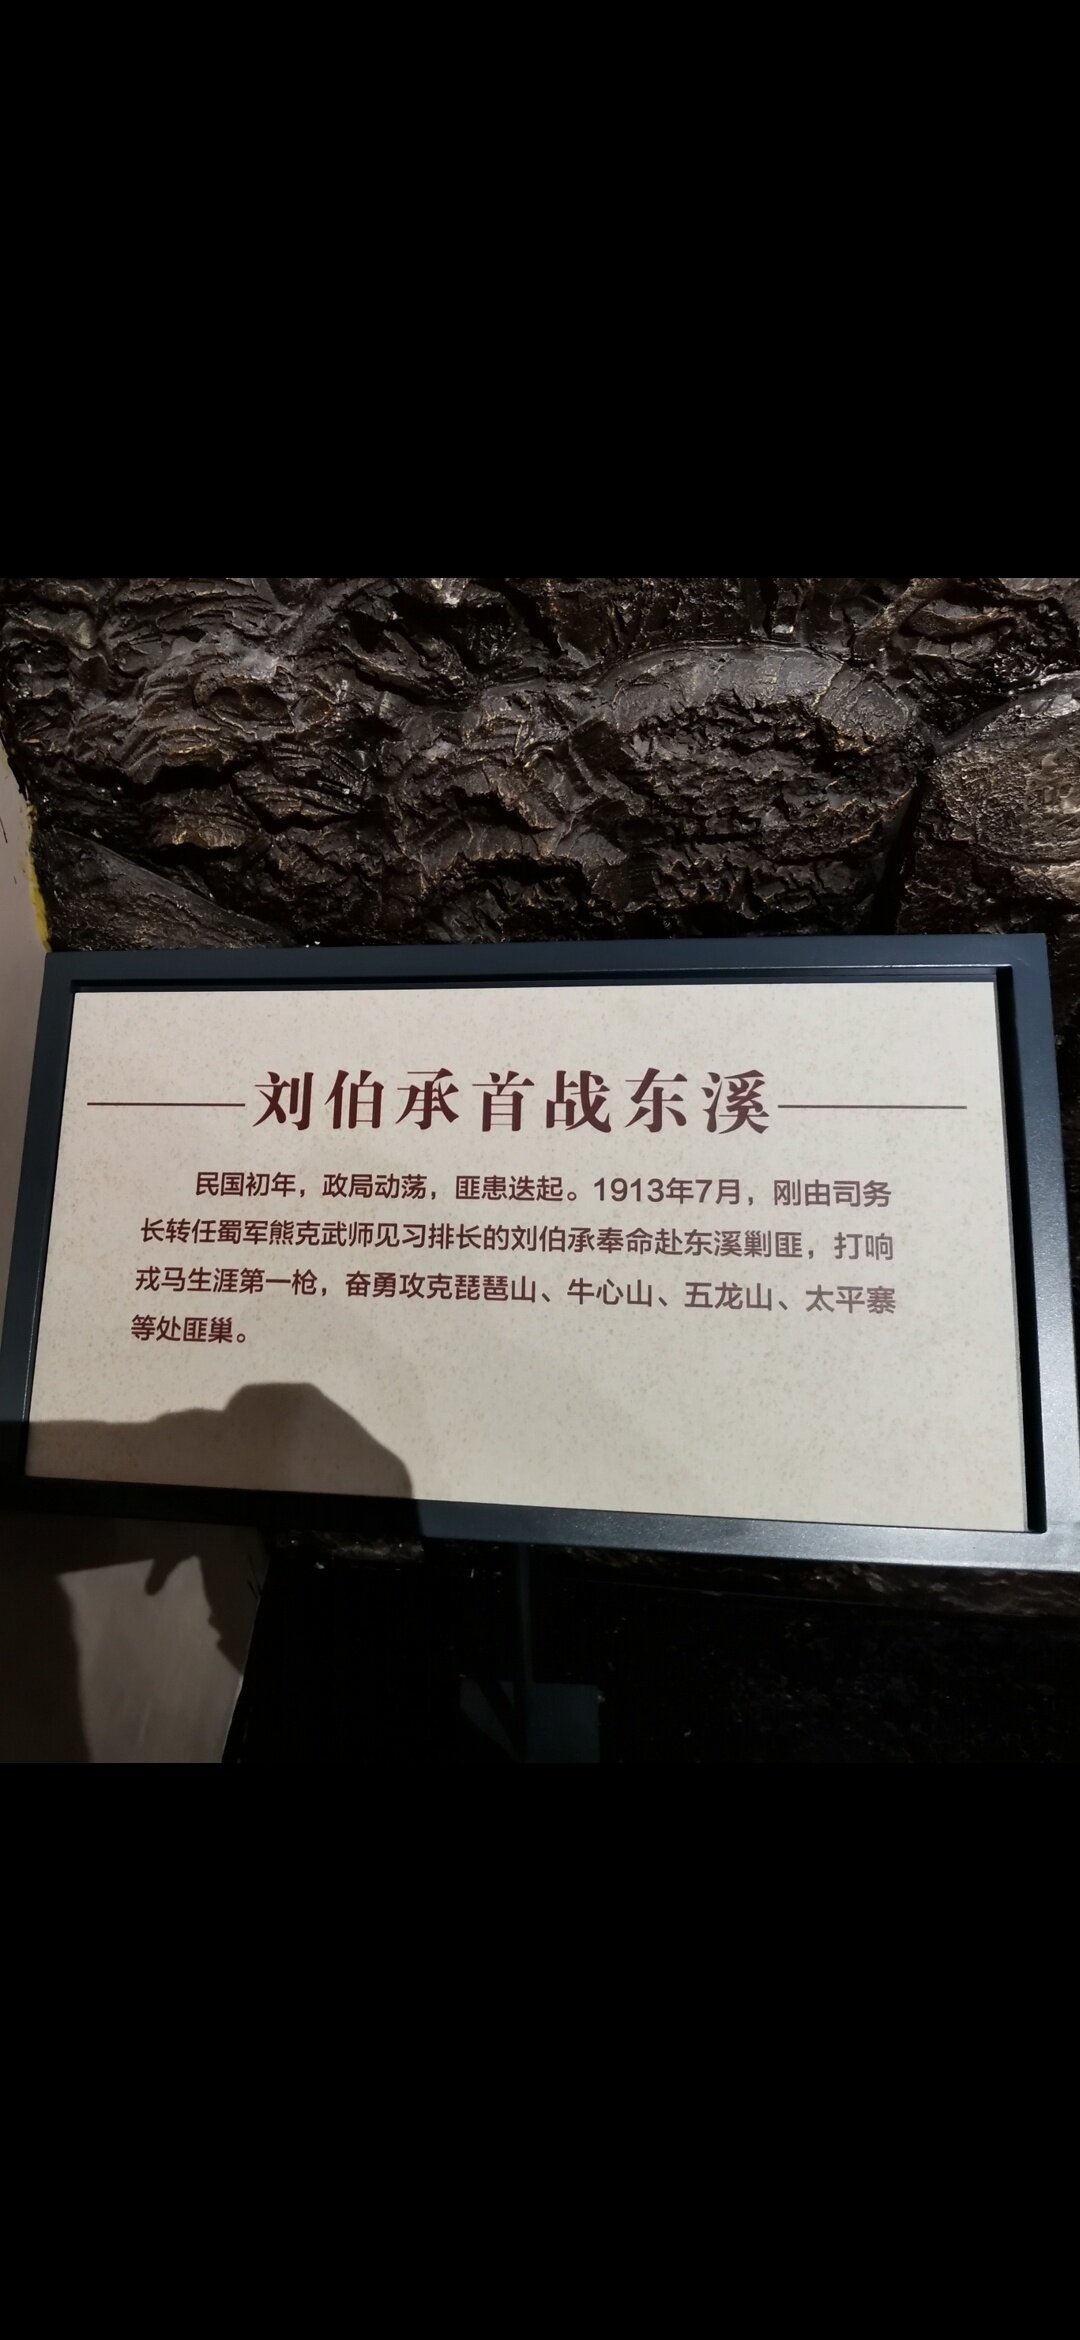 刘伯承首战东溪
民国初年，政局动荡，匪患迭起。1913年7月，刚由司务
长转任蜀军熊克武师见习排长的刘伯承奉命赴东溪剿匪，打响
戎马生涯第一枪，奋勇攻克琵琶山、牛心山、五龙山、太平寨
等处匪巢。